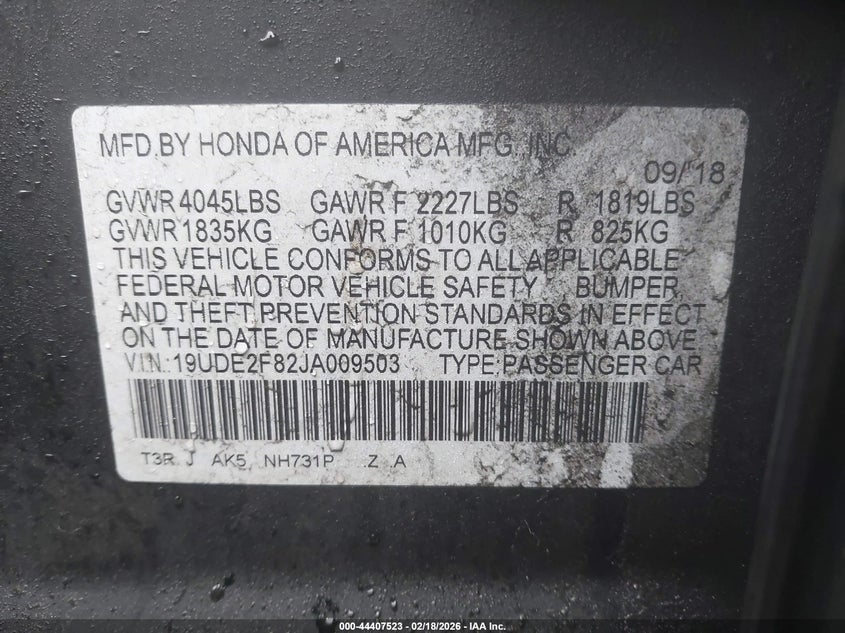 MFD.BY HONDA OF AMERICA MFG. INC.
09/18
GVWR 4045LBS GAWR F 2227LBS R 1819LBS
GVWR 1835KG GAWR F 1010KG R 825KG
THIS VEHICLE CONFORMS TO ALL APPLICABLE
FEDERAL MOTOR VEHICLE SAFETY, BUMPER,
AND THEFT PREVENTION STANDARDS IN EFFECT
ON THE DATE OF MANUFACTURE SHOWN ABOVE.
V.I.N.:19UDE2F82JA009503 TYPE:PASSENGER CAR
T3R J AK5 NH731P Z A
000-44407523 - 02/18/2026 - IAA Inc.